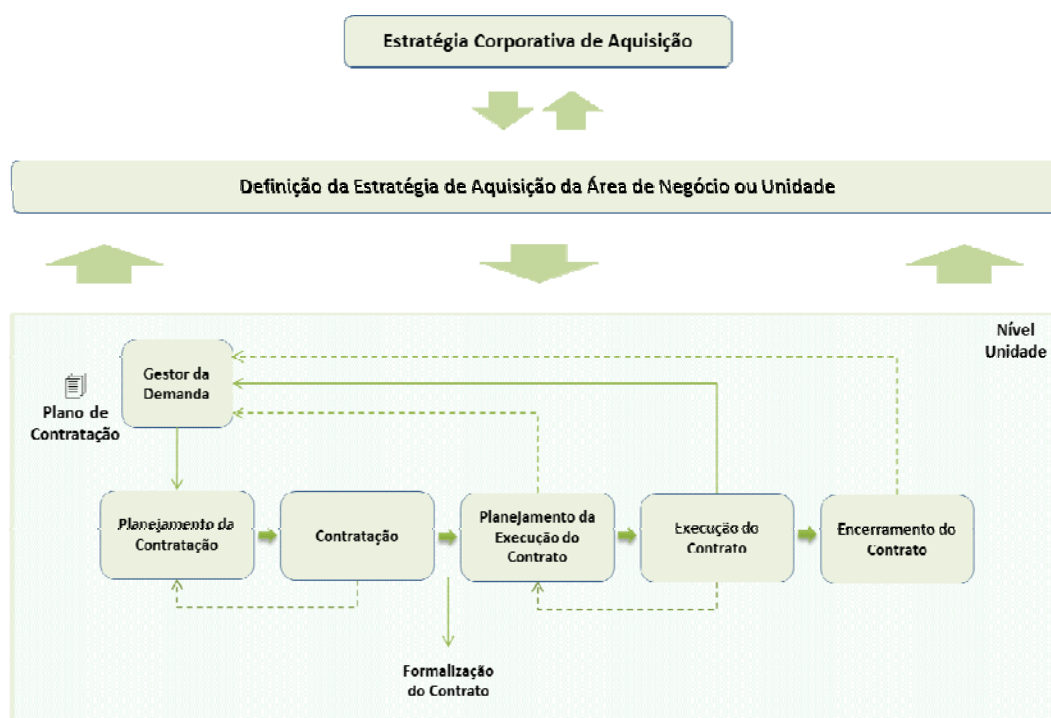 Estratégia Corporativa de Aquisição
Definição da Estratégia de Aquisição da Área de Negócio ou Unidade
Nível
Unidade
Gestor da
Demanda
Plano de
Contratação
Planejamento da
Contratação
Contratação
Planejamento da
Execução do
Contrato
Execução do
Contrato
Encerramento do
Contrato
Formalização
do Contrato